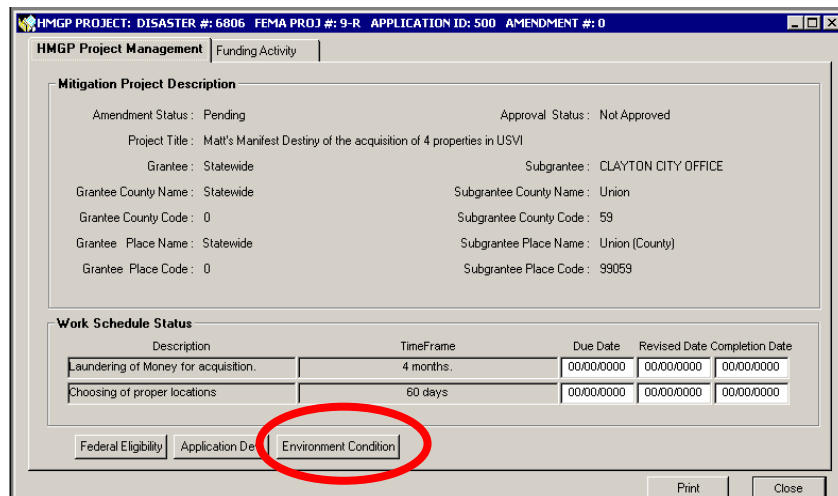 HMGP PROJECT: DISASTER #: 6806 FEMA PROJ #: 9-R APPLICATION ID: 500 AMENDMENT #: 0
HMGP Project Management Funding Activity
Mitigation Project Description
Amendment Status : Pending Approval Status : Not Approved
Project Title : Matt's Manifest Destiny of the acquisition of 4 properties in USVI
Grantee : Statewide Subgrantee : CLAYTON CITY OFFICE
Grantee County Name : Statewide Subgrantee County Name : Union
Grantee County Code : 0 Subgrantee County Code : 59
Grantee Place Name : Statewide Subgrantee Place Name : Union (County)
Grantee Place Code : 0 Subgrantee Place Code : 99059
Work Schedule Status
Description TimeFrame Due Date Revised Date Completion Date
Laundering of Money for acquisition. 4 months. 00/00/0000 00/00/0000 00/00/0000
Choosing of proper locations 60 days 00/00/0000 00/00/0000 00/00/0000
Federal Eligibility Application Dev Environment Condition
Print Close